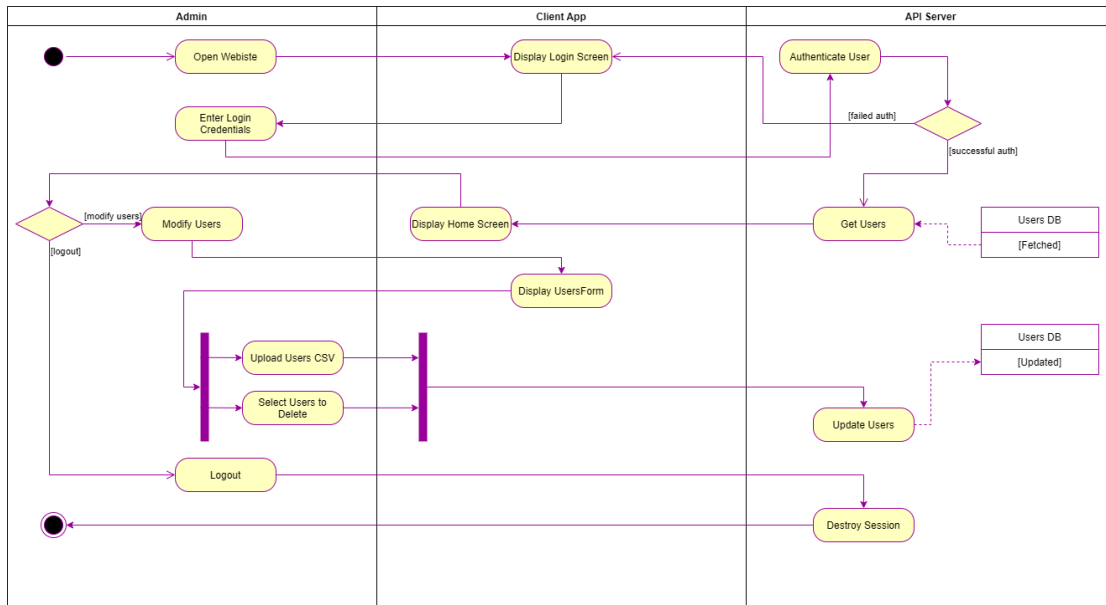 Admin
Client App
API Server
Open Webiste
Display Login Screen
Authenticate User
[failed auth]
Enter Login
Credentials
[successful auth]
[modify users]
Modify Users
Display Home Screen
Get Users
Users DB
[Fetched]
[logout]
Display UsersForm
Upload Users CSV
Users DB
[Updated]
Select Users to
Delete
Update Users
Logout
Destroy Session